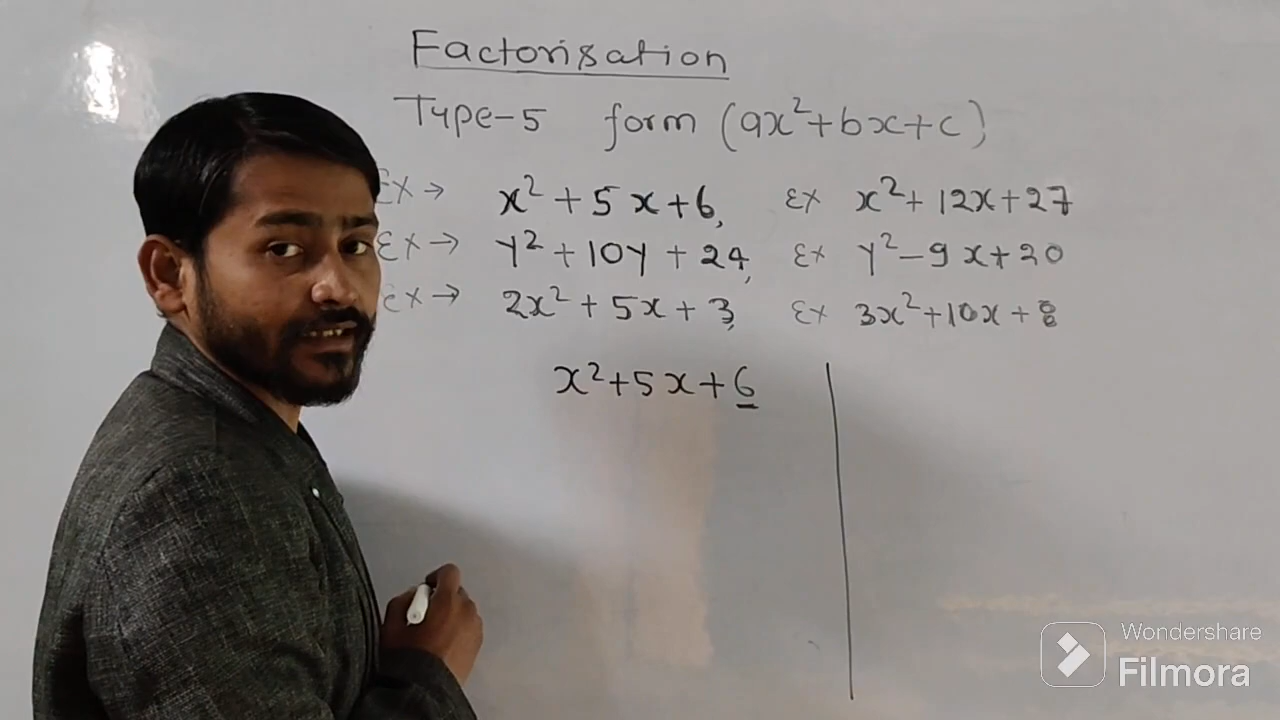 Factorisation
Type-5 form (ax²+bx+c)
Ex→ x²+5x+6, Ex x²+12x+27
Ex→ y²+10y+24, Ex y²-9x+20
Ex→ 2x²+5x+3, Ex 3x²+10x+8
x²+5x+6
Wondershare
Filmora